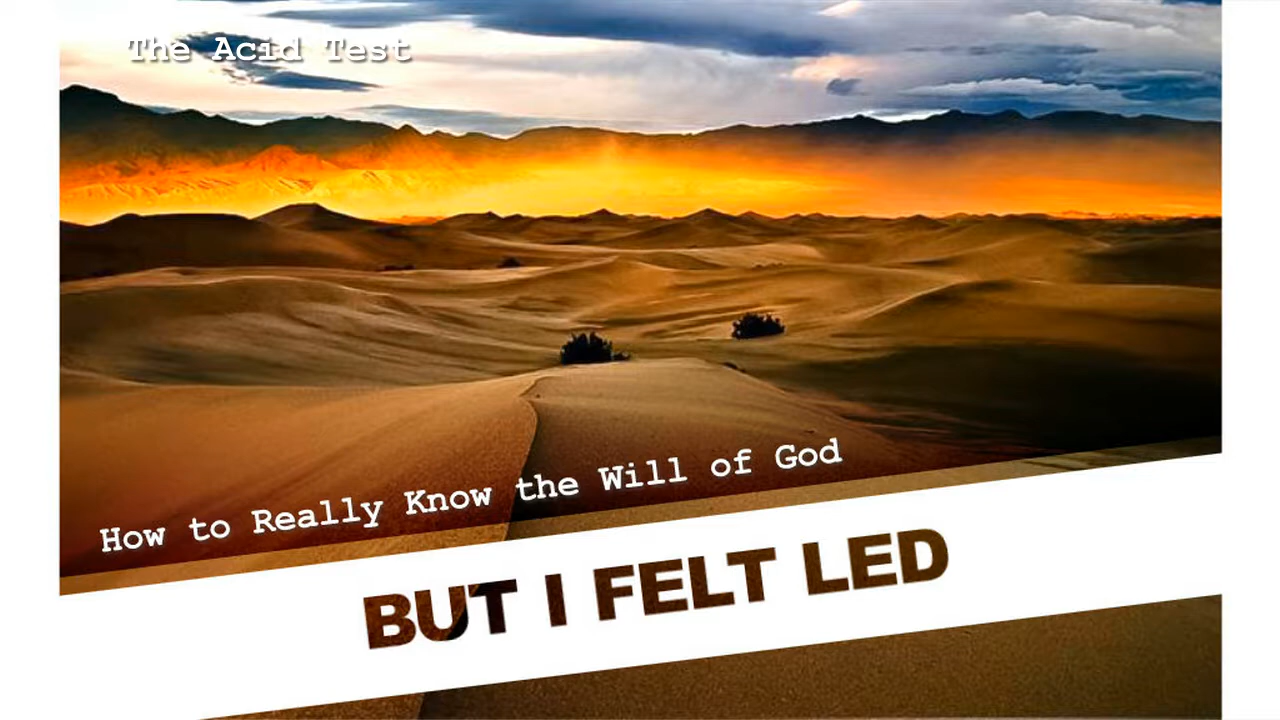 The Acid Test
How to Really Know the Will of God
BUT I FELT LED